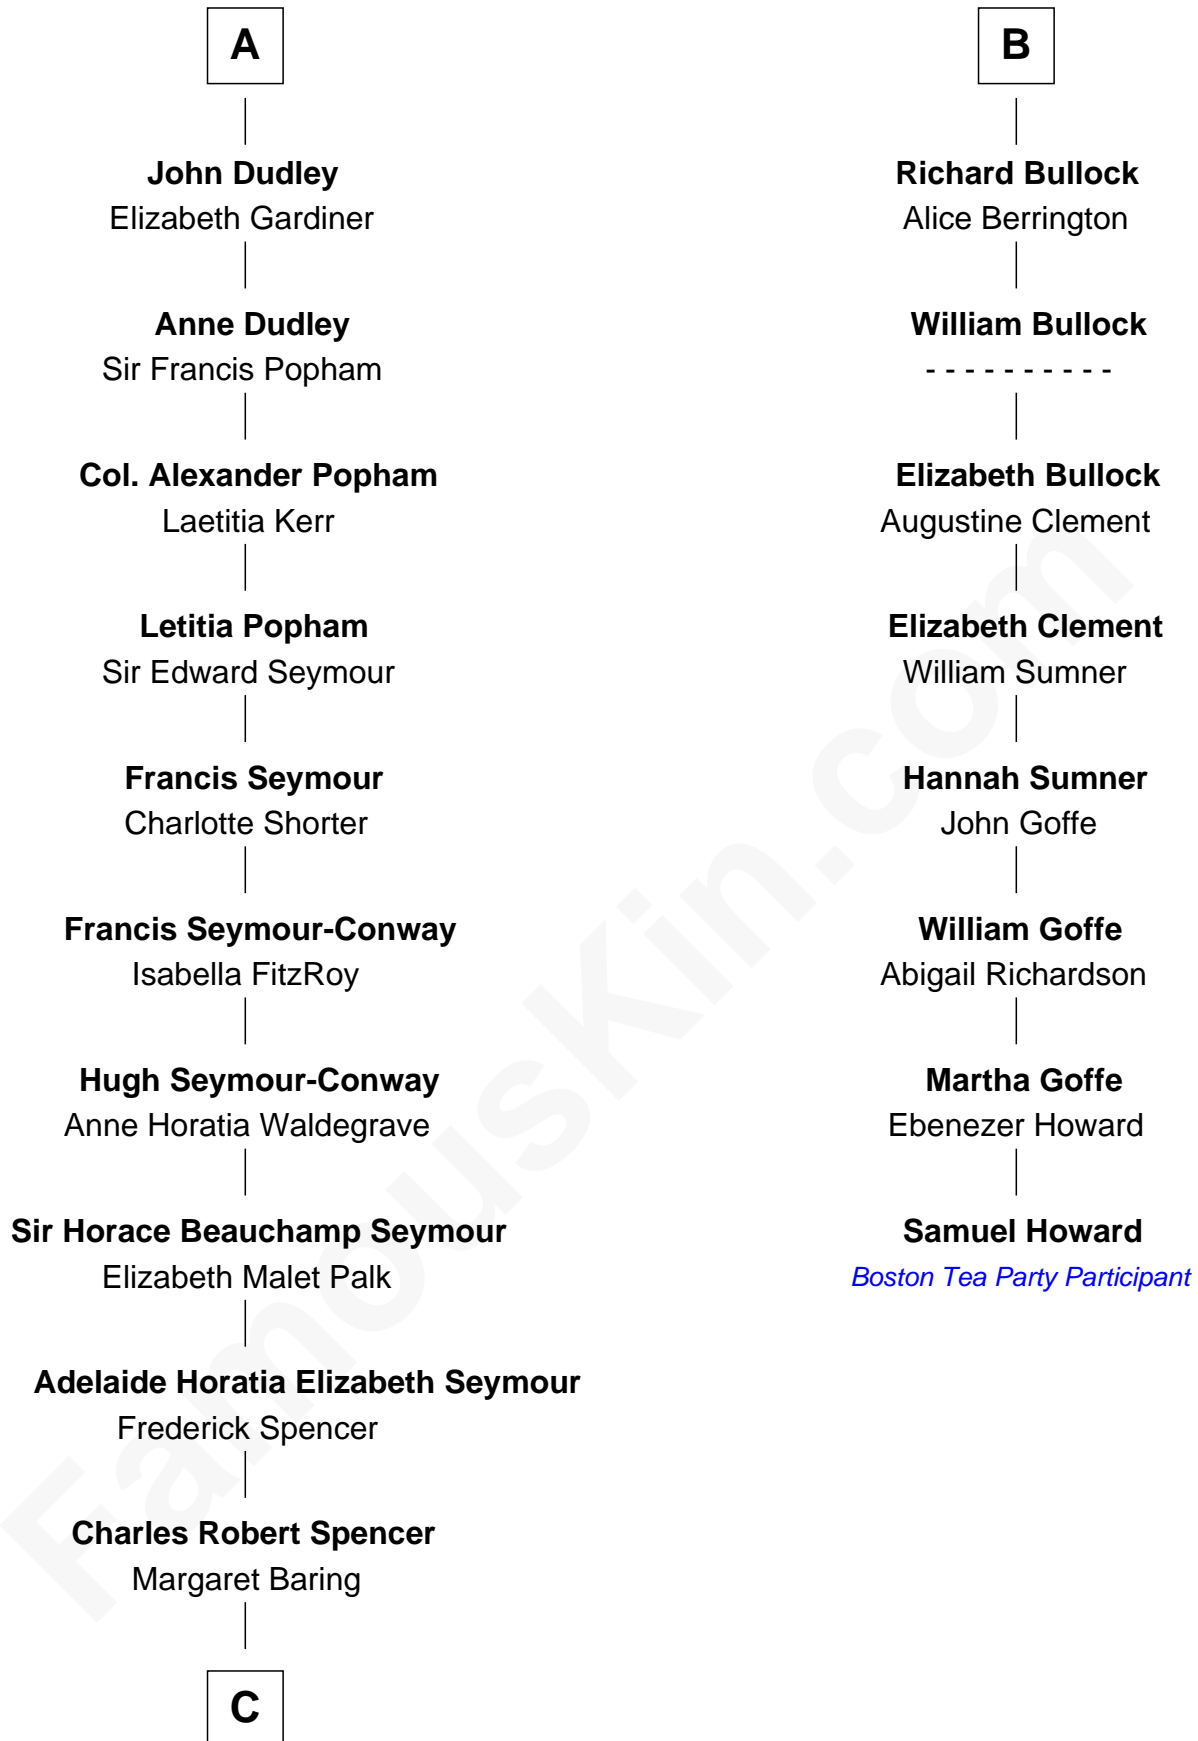 A
John Dudley
Elizabeth Gardiner
Anne Dudley
Sir Francis Popham
Col. Alexander Popham
Laetitia Kerr
Letitia Popham
Sir Edward Seymour
Francis Seymour
Charlotte Shorter
Francis Seymour-Conway
Isabella FitzRoy
Hugh Seymour-Conway
Anne Horatia Waldegrave
Sir Horace Beauchamp Seymour
Elizabeth Malet Palk
Adelaide Horatia Elizabeth Seymour
Frederick Spencer
Charles Robert Spencer
Margaret Baring
C
B
Richard Bullock
Alice Berrington
William Bullock
- - - - - - - - - -
Elizabeth Bullock
Augustine Clement
Elizabeth Clement
William Sumner
Hannah Sumner
John Goffe
William Goffe
Abigail Richardson
Martha Goffe
Ebenezer Howard
Samuel Howard
Boston Tea Party Participant
FamousKin.com